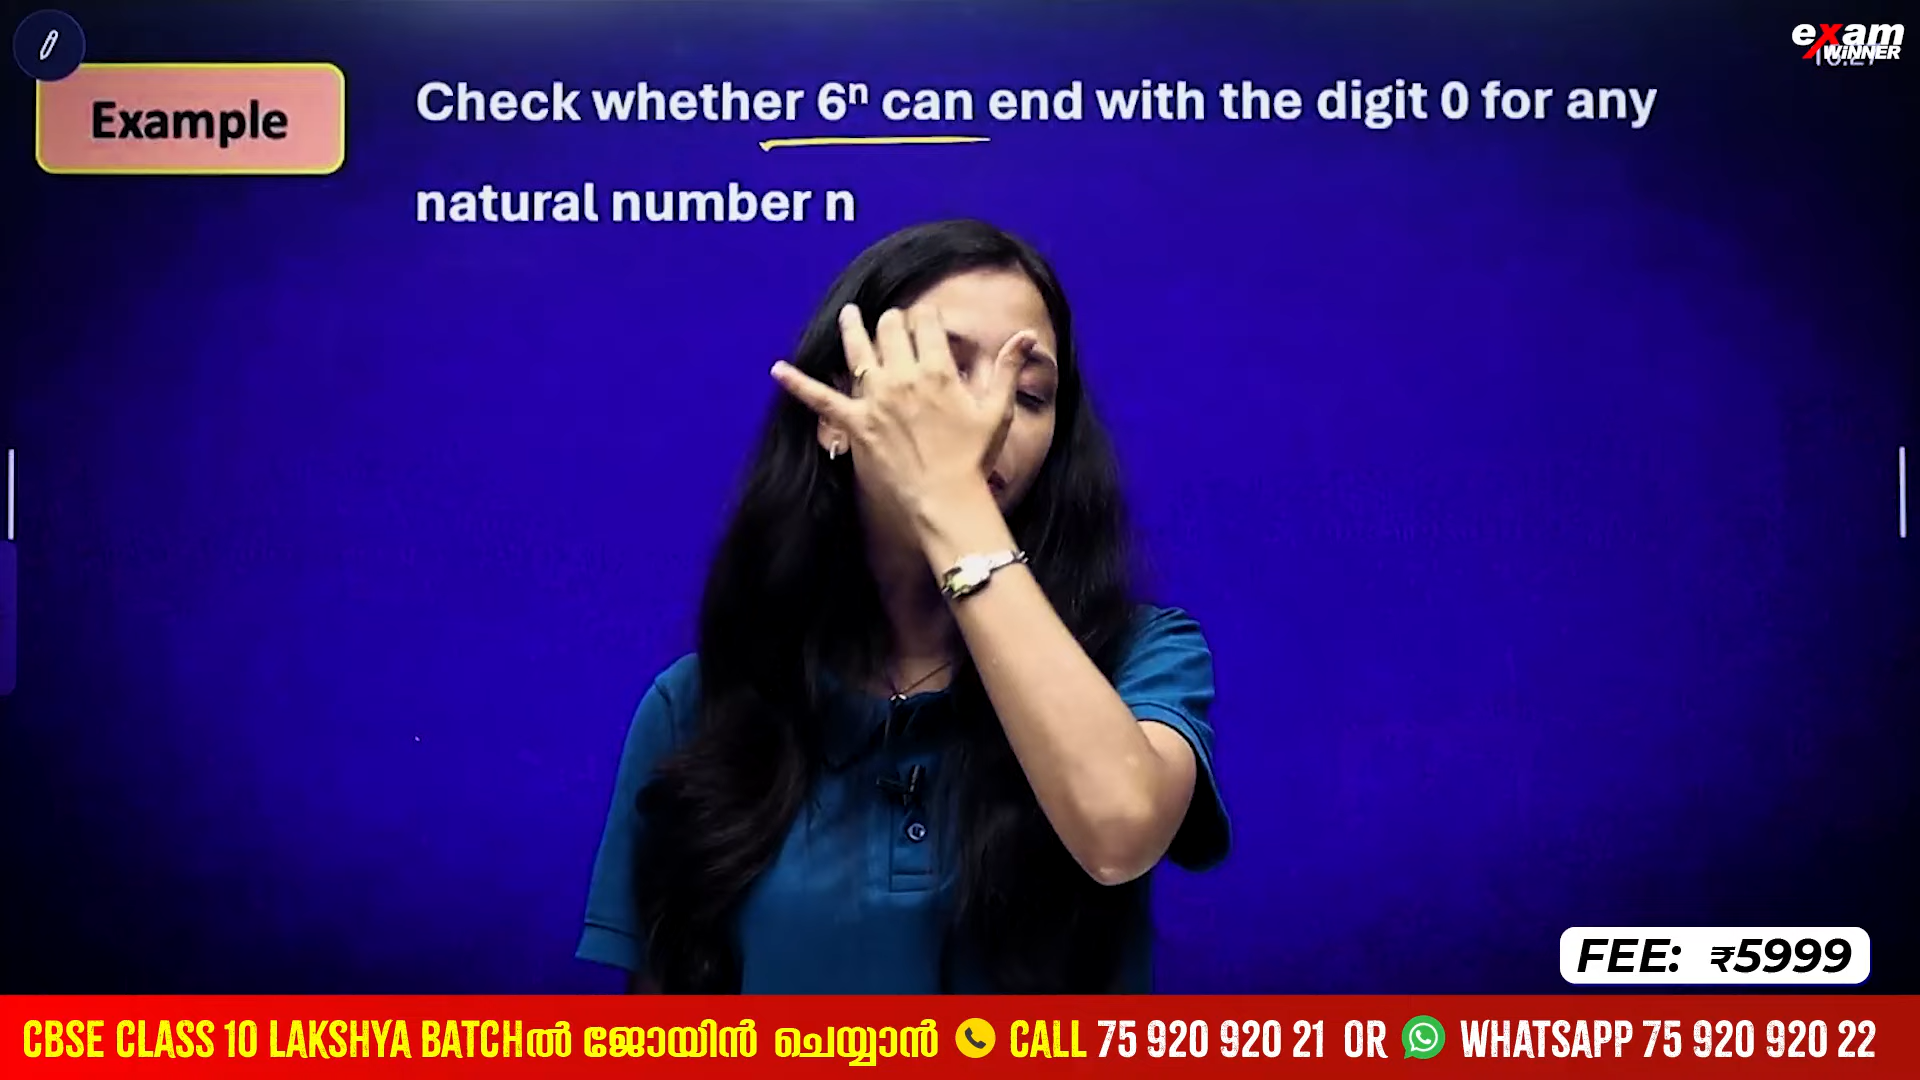 exam
WINNER
Example
Check whether 6ⁿ can end with the digit 0 for any
natural number n
FEE: ₹5999
CBSE CLASS 10 LAKSHYA BATCHൽ ജോയിൻ ചെയ്യാൻ CALL 75 920 920 21 OR WHATSAPP 75 920 920 22